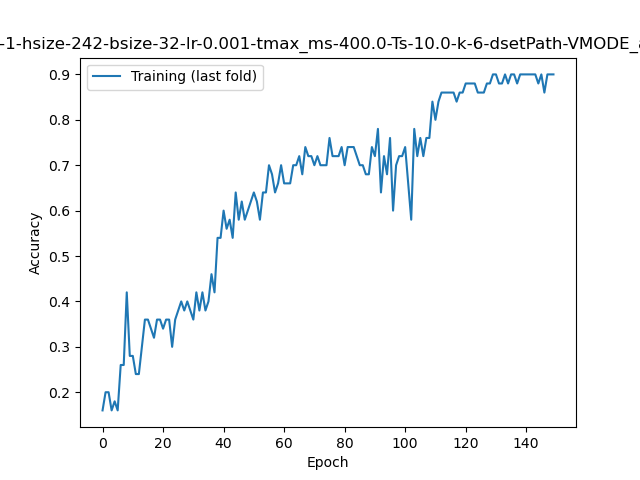 -1-hsize-242-bsize-32-lr-0.001-tmax_ms-400.0-Ts-10.0-k-6-dsetPath-VMODE_a
Training (last fold)
0.9
0.8
0.7
0.6
0.5
0.4
0.3
0.2
Accuracy
0 20 40 60 80 100 120 140
Epoch